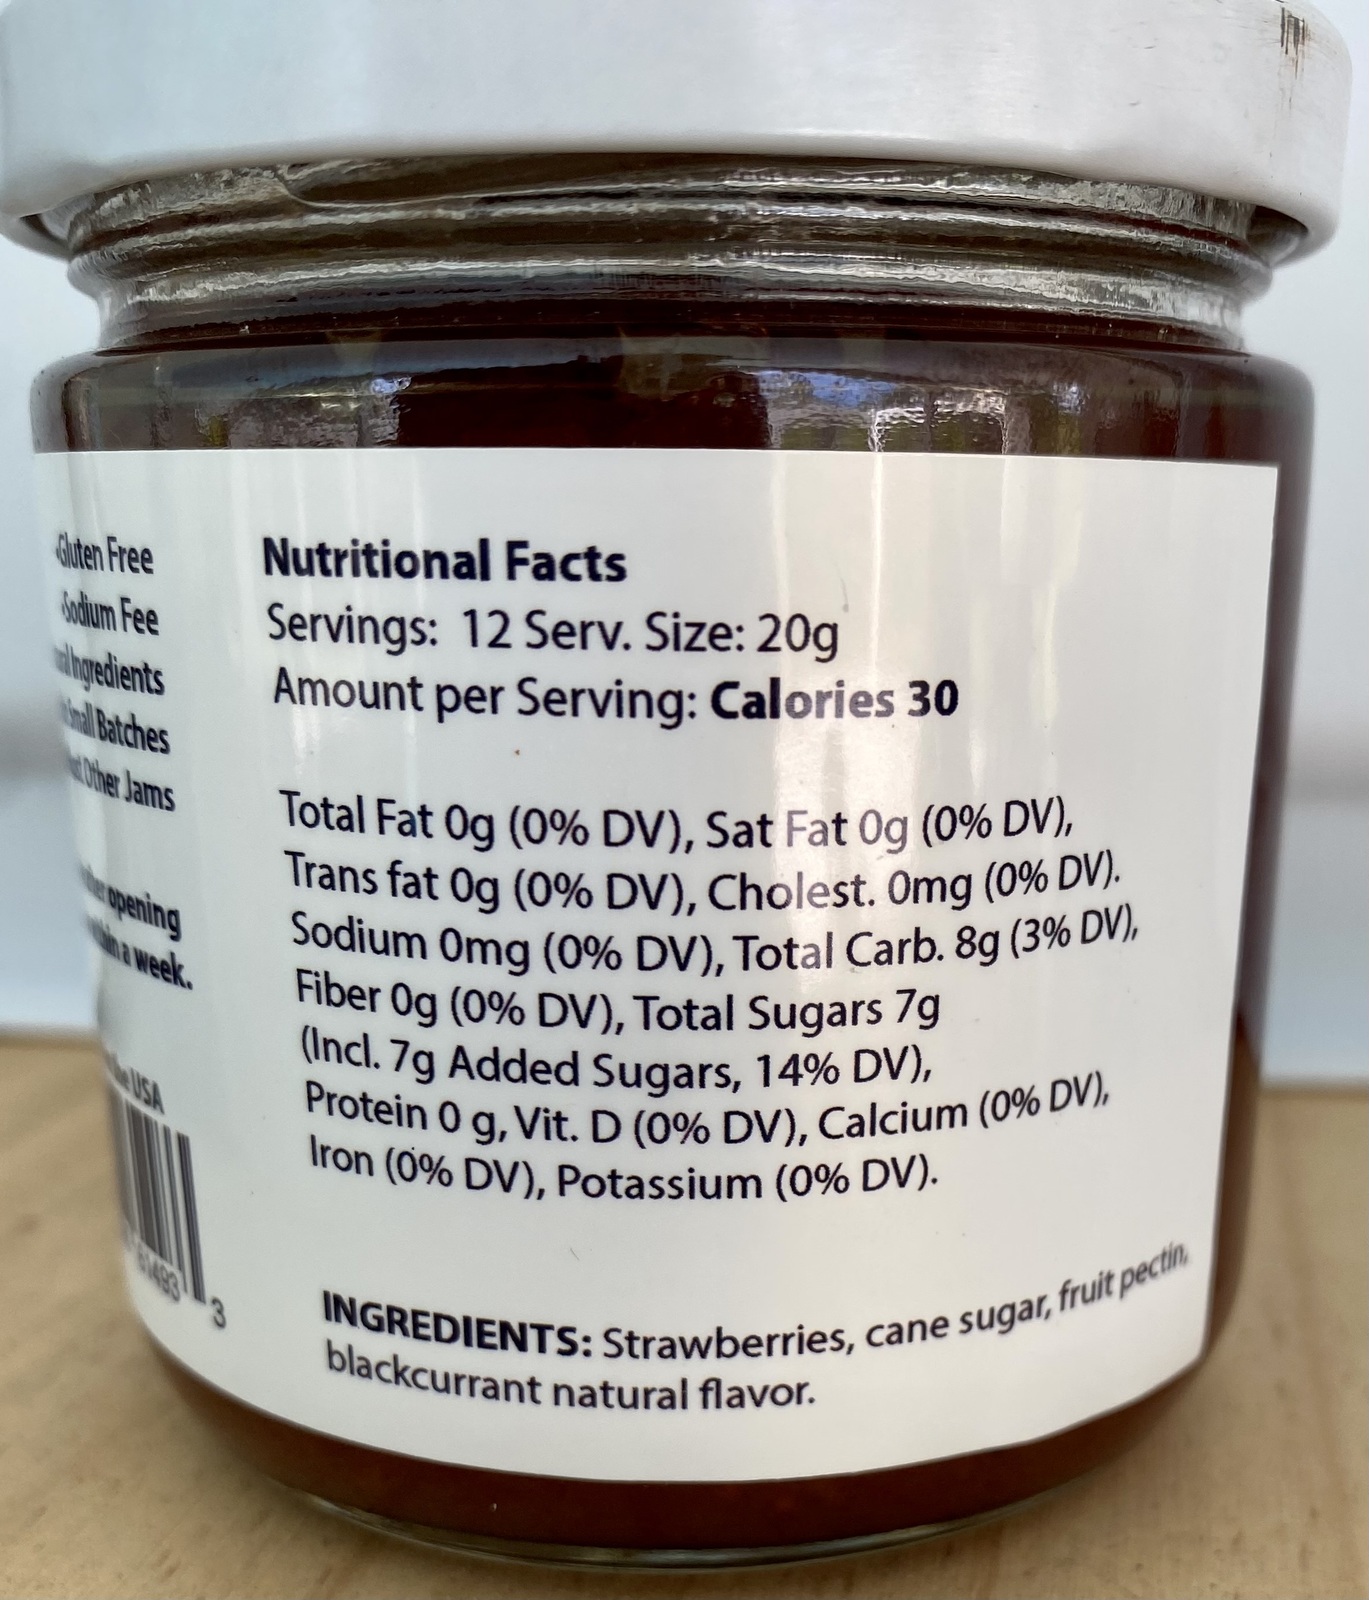 •Gluten Free
•Sodium Fee
Ingredients
Small Batches
Other Jams
opening
a week.
USA
61493 3
Nutritional Facts
Servings: 12 Serv. Size: 20g
Amount per Serving: Calories 30
Total Fat 0g (0% DV), Sat Fat 0g (0% DV),
Trans fat 0g (0% DV), Cholest. 0mg (0% DV).
Sodium 0mg (0% DV), Total Carb. 8g (3% DV),
Fiber 0g (0% DV), Total Sugars 7g
(Incl. 7g Added Sugars, 14% DV),
Protein 0 g, Vit. D (0% DV), Calcium (0% DV),
Iron (0% DV), Potassium (0% DV).
INGREDIENTS: Strawberries, cane sugar, fruit pectin,
blackcurrant natural flavor.